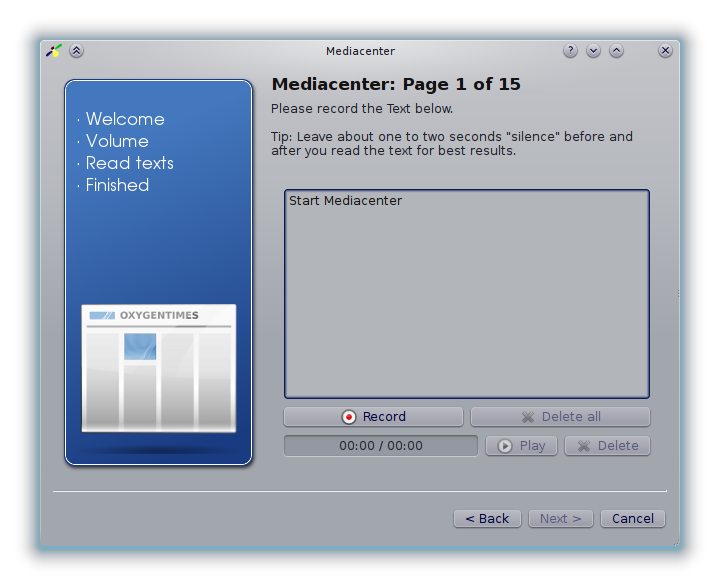 Mediacenter
· Welcome
· Volume
· Read texts
· Finished
OXYGENTIMES
Mediacenter: Page 1 of 15
Please record the Text below.
Tip: Leave about one to two seconds "silence" before and
after you read the text for best results.
Start Mediacenter
Record
Delete all
00:00 / 00:00
Play
Delete
< Back
Next >
Cancel